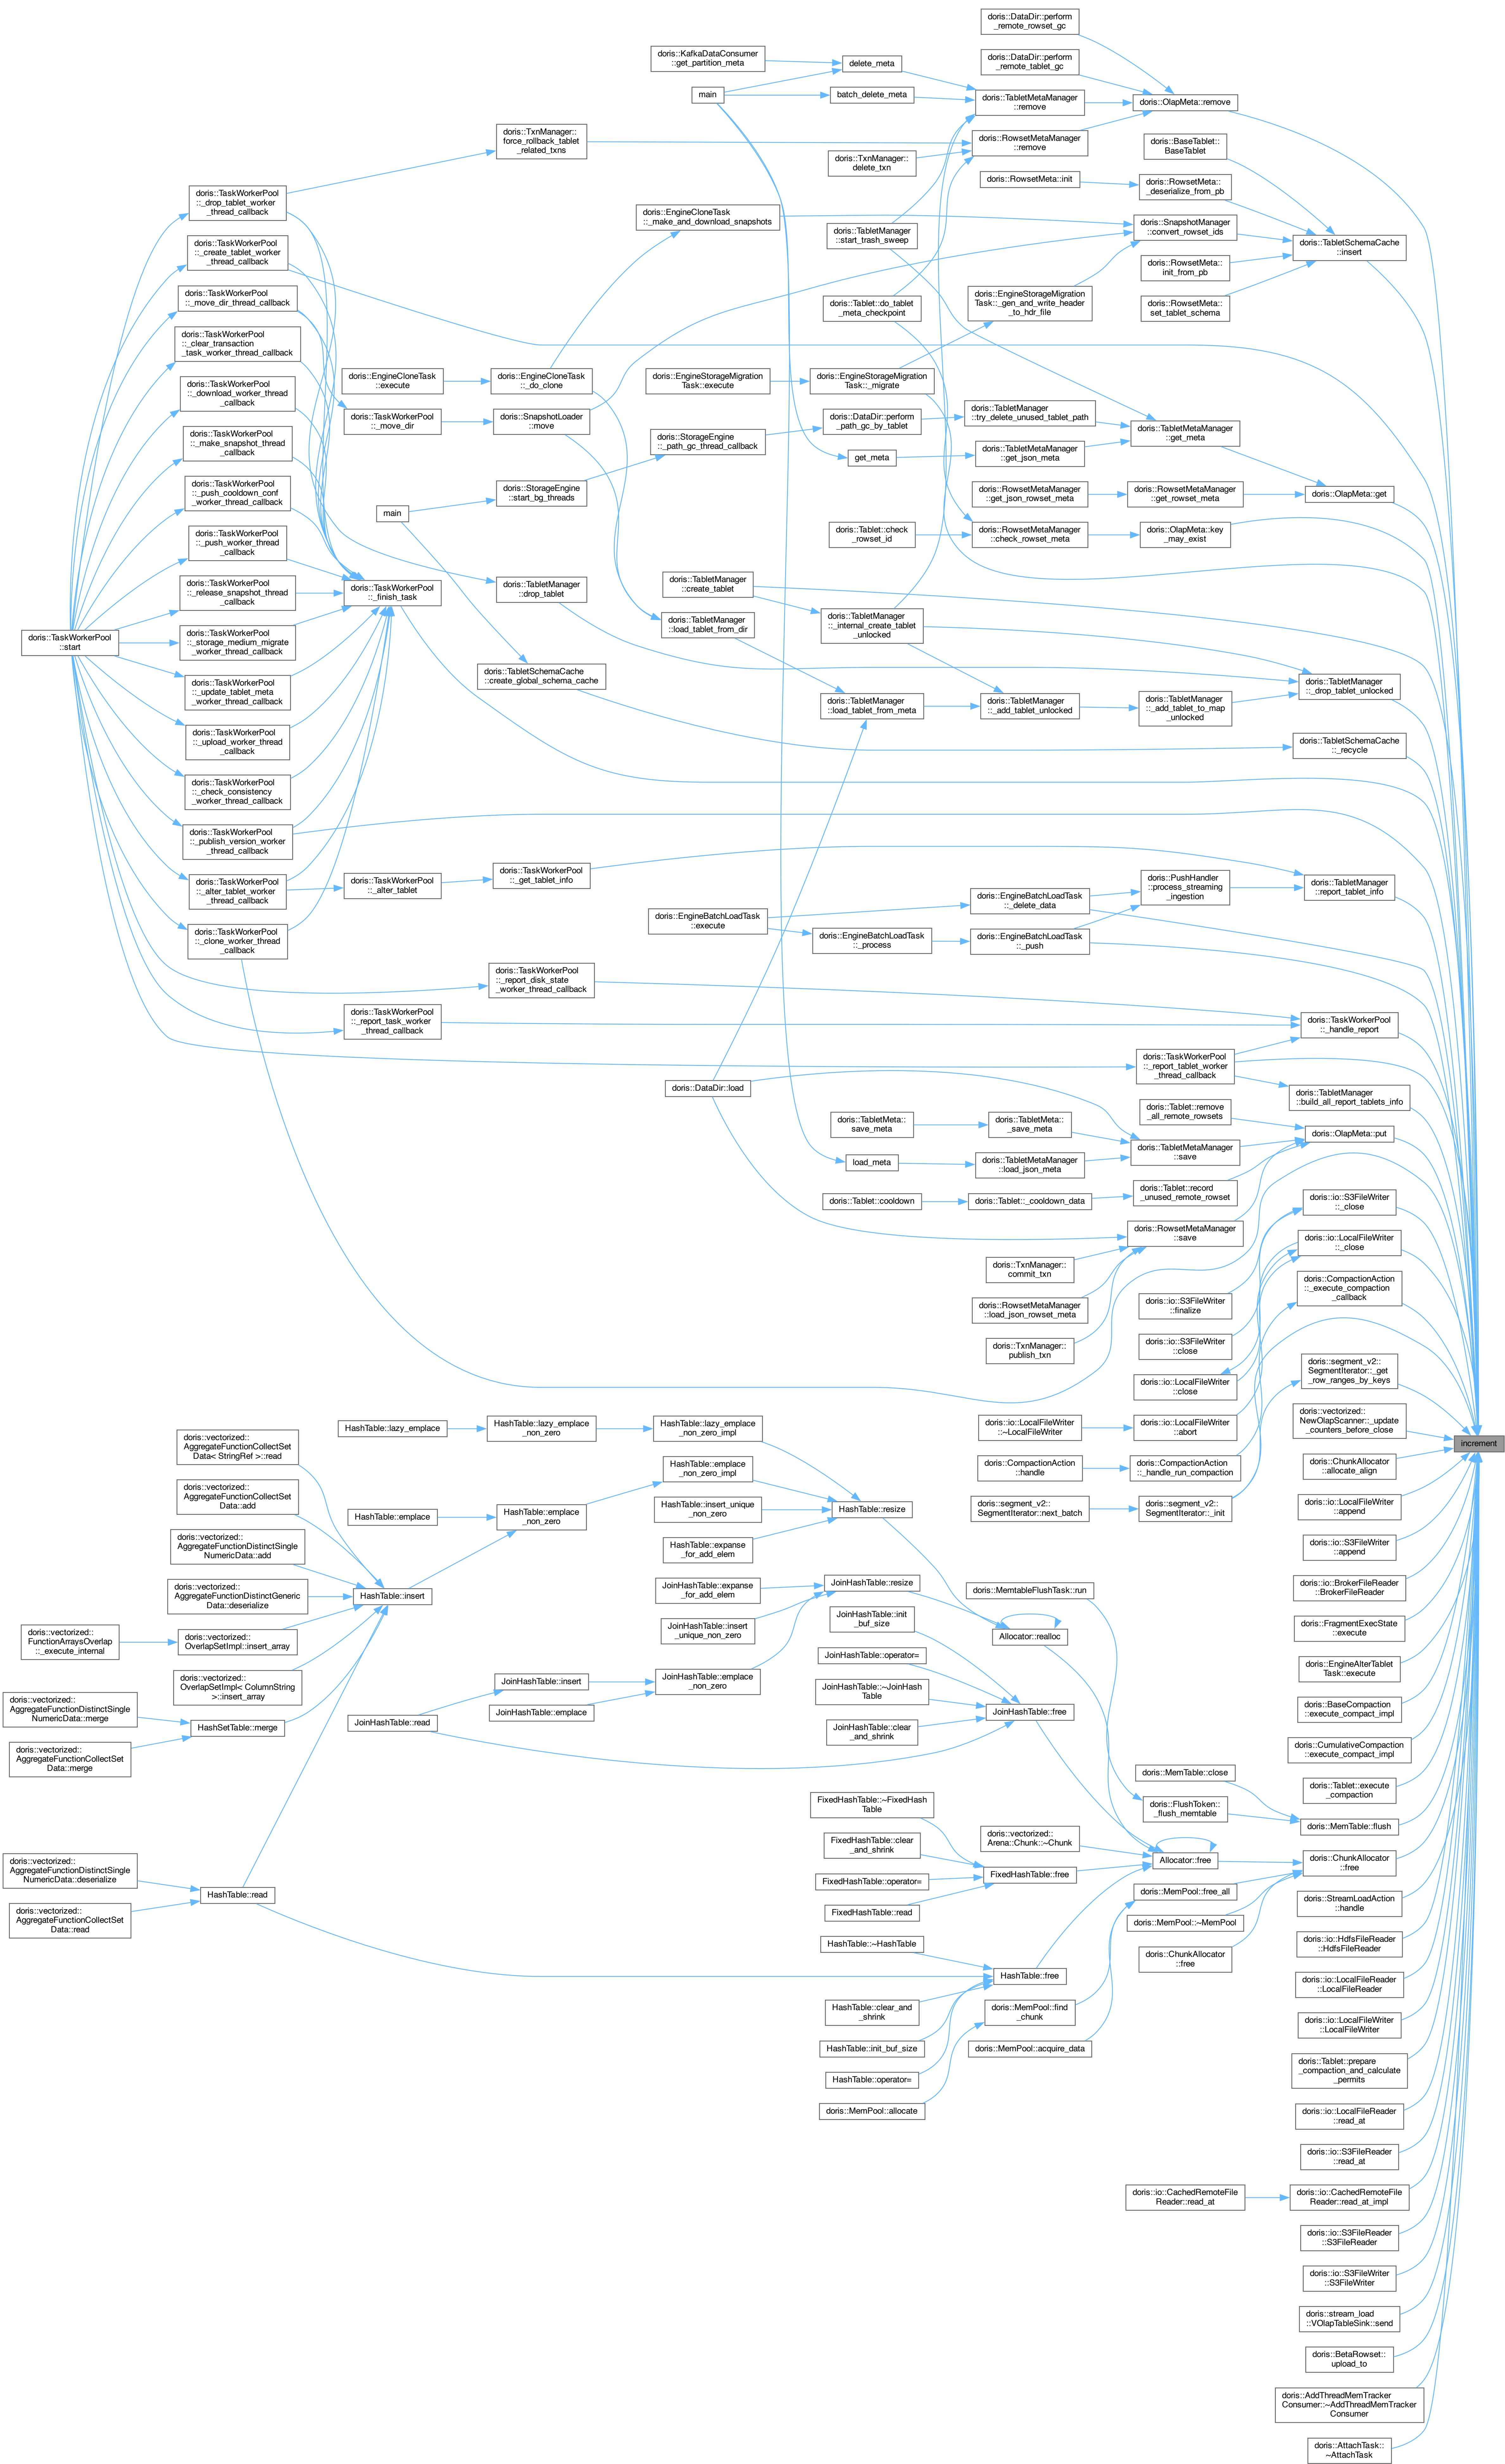 doris::DataDir::perform
_remote_rowset_gc
doris::KafkaDataConsumer
::get_partition_meta
delete_meta
doris::DataDir::perform
_remote_tablet_gc
main
batch_delete_meta
doris::TabletMetaManager
::remove
doris::OlapMeta::remove
doris::TxnManager::
force_rollback_tablet
_related_txns
doris::RowsetMetaManager
::remove
doris::BaseTablet::
BaseTablet
doris::TxnManager::
delete_txn
doris::RowsetMeta::init
doris::RowsetMeta::
_deserialize_from_pb
doris::TaskWorkerPool
::_drop_tablet_worker
_thread_callback
doris::EngineCloneTask
::_make_and_download_snapshots
doris::TabletManager
::start_trash_sweep
doris::SnapshotManager
::convert_rowset_ids
doris::TabletSchemaCache
::insert
doris::TaskWorkerPool
::_create_tablet_worker
_thread_callback
doris::RowsetMeta::
init_from_pb
doris::TaskWorkerPool
::_move_dir_thread_callback
doris::Tablet::do_tablet
_meta_checkpoint
doris::EngineStorageMigration
Task::_gen_and_write_header
_to_hdr_file
doris::RowsetMeta::
set_tablet_schema
doris::TaskWorkerPool
::_clear_transaction
_task_worker_thread_callback
doris::EngineCloneTask
::execute
doris::EngineCloneTask
::_do_clone
doris::EngineStorageMigration
Task::execute
doris::EngineStorageMigration
Task::_migrate
doris::TaskWorkerPool
::_download_worker_thread
_callback
doris::TaskWorkerPool
::_move_dir
doris::SnapshotLoader
::move
doris::StorageEngine
::_path_gc_thread_callback
doris::DataDir::perform
_path_gc_by_tablet
doris::TabletManager
::try_delete_unused_tablet_path
doris::TabletMetaManager
::get_meta
doris::TaskWorkerPool
::_make_snapshot_thread
_callback
get_meta
doris::TabletMetaManager
::get_json_meta
doris::TaskWorkerPool
::_push_cooldown_conf
_worker_thread_callback
doris::StorageEngine
::start_bg_threads
doris::RowsetMetaManager
::get_json_rowset_meta
doris::RowsetMetaManager
::get_rowset_meta
doris::OlapMeta::get
main
doris::TaskWorkerPool
::_push_worker_thread
_callback
doris::Tablet::check
_rowset_id
doris::RowsetMetaManager
::check_rowset_meta
doris::OlapMeta::key
_may_exist
doris::TaskWorkerPool
::_release_snapshot_thread
_callback
doris::TaskWorkerPool
::_finish_task
doris::TabletManager
::drop_tablet
doris::TabletManager
::create_tablet
doris::TaskWorkerPool
::start
doris::TaskWorkerPool
::_storage_medium_migrate
_worker_thread_callback
doris::TabletManager
::load_tablet_from_dir
doris::TabletManager
::_internal_create_tablet
_unlocked
doris::TaskWorkerPool
::_update_tablet_meta
_worker_thread_callback
doris::TabletSchemaCache
::create_global_schema_cache
doris::TabletManager
::load_tablet_from_meta
doris::TabletManager
::_add_tablet_unlocked
doris::TabletManager
::_add_tablet_to_map
_unlocked
doris::TabletManager
::_drop_tablet_unlocked
doris::TaskWorkerPool
::_upload_worker_thread
_callback
doris::TabletSchemaCache
::_recycle
doris::TaskWorkerPool
::_check_consistency
_worker_thread_callback
doris::TaskWorkerPool
::_publish_version_worker
_thread_callback
doris::TaskWorkerPool
::_alter_tablet_worker
_thread_callback
doris::TaskWorkerPool
::_alter_tablet
doris::TaskWorkerPool
::_get_tablet_info
doris::PushHandler
::process_streaming
_ingestion
doris::TabletManager
::report_tablet_info
doris::EngineBatchLoadTask
::execute
doris::EngineBatchLoadTask
::_delete_data
doris::TaskWorkerPool
::_clone_worker_thread
_callback
doris::EngineBatchLoadTask
::_process
doris::EngineBatchLoadTask
::_push
doris::TaskWorkerPool
::_report_disk_state
_worker_thread_callback
doris::TaskWorkerPool
::_report_task_worker
_thread_callback
doris::TaskWorkerPool
::_handle_report
doris::TaskWorkerPool
::_report_tablet_worker
_thread_callback
doris::DataDir::load
doris::TabletManager
::build_all_report_tablets_info
doris::TabletMeta::
save_meta
doris::TabletMeta::
_save_meta
doris::Tablet::remove
_all_remote_rowsets
doris::OlapMeta::put
load_meta
doris::TabletMetaManager
::load_json_meta
doris::TabletMetaManager
::save
doris::Tablet::cooldown
doris::Tablet::_cooldown_data
doris::Tablet::record
_unused_remote_rowset
doris::io::S3FileWriter
::_close
doris::RowsetMetaManager
::save
doris::io::LocalFileWriter
::_close
doris::TxnManager::
commit_txn
doris::CompactionAction
::_execute_compaction
_callback
doris::RowsetMetaManager
::load_json_rowset_meta
doris::io::S3FileWriter
::finalize
doris::TxnManager::
publish_txn
doris::io::S3FileWriter
::close
doris::segment_v2::
SegmentIterator::_get
_row_ranges_by_keys
doris::io::LocalFileWriter
::close
HashTable::lazy_emplace
HashTable::lazy_emplace
_non_zero
HashTable::lazy_emplace
_non_zero_impl
doris::io::LocalFileWriter
::~LocalFileWriter
doris::io::LocalFileWriter
::abort
doris::vectorized::
NewOlapScanner::_update
_counters_before_close
increment
doris::vectorized::
AggregateFunctionCollectSet
Data< StringRef >::read
HashTable::emplace
_non_zero_impl
doris::CompactionAction
::handle
doris::CompactionAction
::_handle_run_compaction
doris::ChunkAllocator
::allocate_align
doris::vectorized::
AggregateFunctionCollectSet
Data::add
HashTable::emplace
HashTable::emplace
_non_zero
HashTable::insert_unique
_non_zero
HashTable::resize
doris::segment_v2::
SegmentIterator::next_batch
doris::segment_v2::
SegmentIterator::_init
doris::io::LocalFileWriter
::append
doris::vectorized::
AggregateFunctionDistinctSingle
NumericData::add
HashTable::expanse
_for_add_elem
doris::io::S3FileWriter
::append
doris::vectorized::
AggregateFunctionDistinctGeneric
Data::deserialize
HashTable::insert
JoinHashTable::expanse
_for_add_elem
JoinHashTable::resize
doris::MemtableFlushTask::run
doris::io::BrokerFileReader
::BrokerFileReader
doris::vectorized::
FunctionArraysOverlap
::_execute_internal
doris::vectorized::
OverlapSetImpl::insert_array
JoinHashTable::insert
_unique_non_zero
JoinHashTable::init
_buf_size
Allocator::realloc
doris::FragmentExecState
::execute
doris::vectorized::
OverlapSetImpl< ColumnString
>::insert_array
JoinHashTable::insert
JoinHashTable::emplace
_non_zero
JoinHashTable::operator=
doris::EngineAlterTablet
Task::execute
JoinHashTable::~JoinHash
Table
doris::vectorized::
AggregateFunctionDistinctSingle
NumericData::merge
HashSetTable::merge
JoinHashTable::read
JoinHashTable::emplace
JoinHashTable::free
doris::BaseCompaction
::execute_compact_impl
JoinHashTable::clear
_and_shrink
doris::vectorized::
AggregateFunctionCollectSet
Data::merge
doris::CumulativeCompaction
::execute_compact_impl
doris::MemTable::close
doris::Tablet::execute
_compaction
FixedHashTable::~FixedHash
Table
doris::FlushToken::
_flush_memtable
doris::MemTable::flush
FixedHashTable::clear
_and_shrink
doris::vectorized::
Arena::Chunk::~Chunk
Allocator::free
doris::ChunkAllocator
::free
doris::vectorized::
AggregateFunctionDistinctSingle
NumericData::deserialize
FixedHashTable::operator=
FixedHashTable::free
doris::MemPool::free_all
HashTable::read
doris::StreamLoadAction
::handle
doris::vectorized::
AggregateFunctionCollectSet
Data::read
FixedHashTable::read
doris::MemPool::~MemPool
HashTable::~HashTable
doris::io::HdfsFileReader
::HdfsFileReader
doris::ChunkAllocator
::free
HashTable::free
doris::io::LocalFileReader
::LocalFileReader
HashTable::clear_and
_shrink
doris::MemPool::find
_chunk
doris::io::LocalFileWriter
::LocalFileWriter
HashTable::init_buf_size
doris::MemPool::acquire_data
HashTable::operator=
doris::Tablet::prepare
_compaction_and_calculate
_permits
doris::MemPool::allocate
doris::io::LocalFileReader
::read_at
doris::io::S3FileReader
::read_at
doris::io::CachedRemoteFile
Reader::read_at
doris::io::CachedRemoteFile
Reader::read_at_impl
doris::io::S3FileReader
::S3FileReader
doris::io::S3FileWriter
::S3FileWriter
doris::stream_load
::VOlapTableSink::send
doris::BetaRowset::
upload_to
doris::AddThreadMemTracker
Consumer::~AddThreadMemTracker
Consumer
doris::AttachTask::
~AttachTask